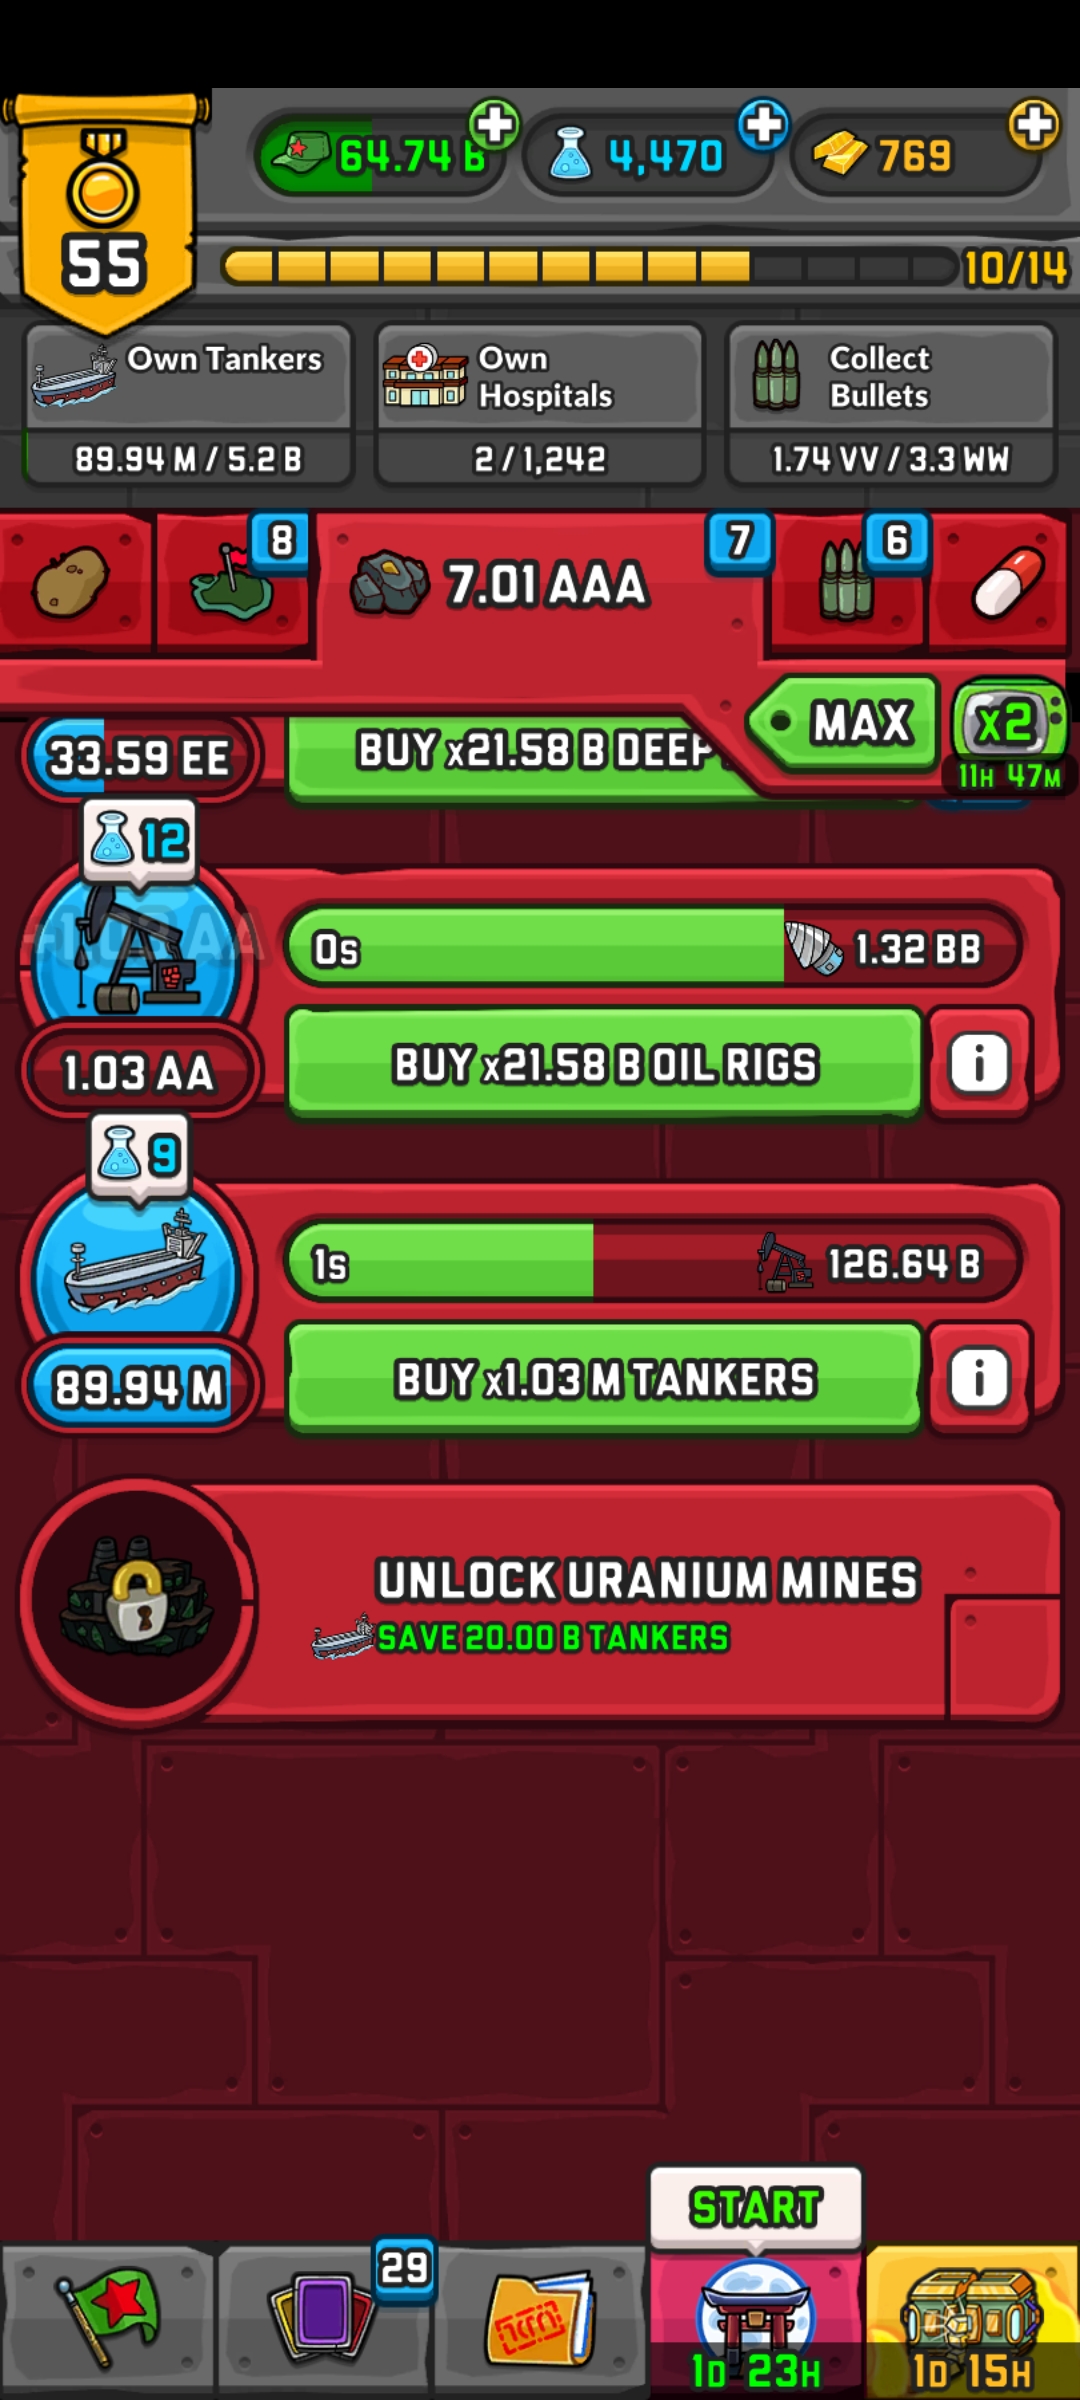 64.74 B
4,470
769
55
10/14
Own Tankers
89.94 M / 5.2 B
Own
Hospitals
2 / 1,242
Collect
Bullets
1.74 VV / 3.3 WW
8
7.01 AAA
7
6
MAX
x2
11H 47M
33.59 EE
BUY x21.58 B DEEP
12
+1.03 AA
0s
1.32 BB
1.03 AA
BUY x21.58 B OIL RIGS
i
9
1s
126.64 B
89.94 M
BUY x1.03 M TANKERS
i
UNLOCK URANIUM MINES
SAVE 20.00 B TANKERS
START
29
1D 23H
1D 15H